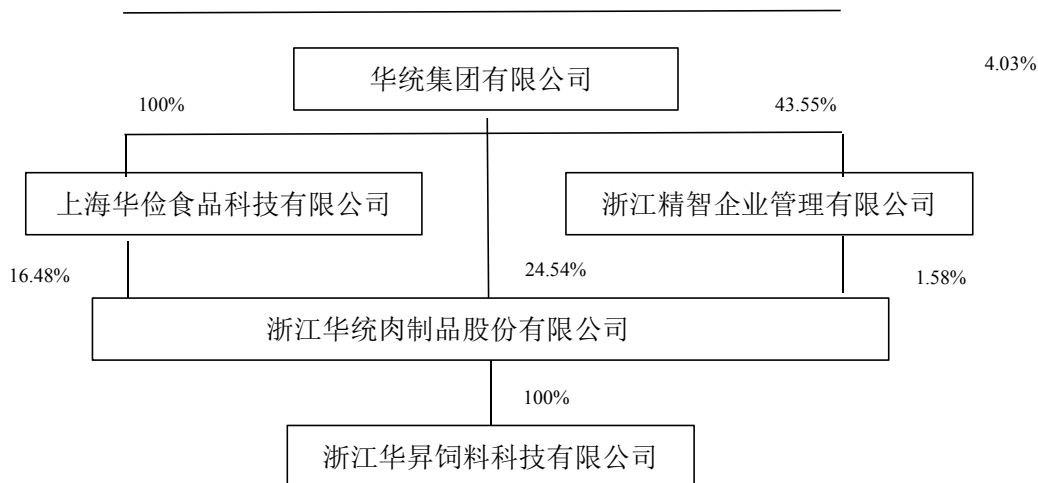 华统集团有限公司
4.03%
100%
43.55%
上海华俭食品科技有限公司
浙江精智企业管理有限公司
16.48%
24.54%
1.58%
浙江华统肉制品股份有限公司
100%
浙江华昇饲料科技有限公司